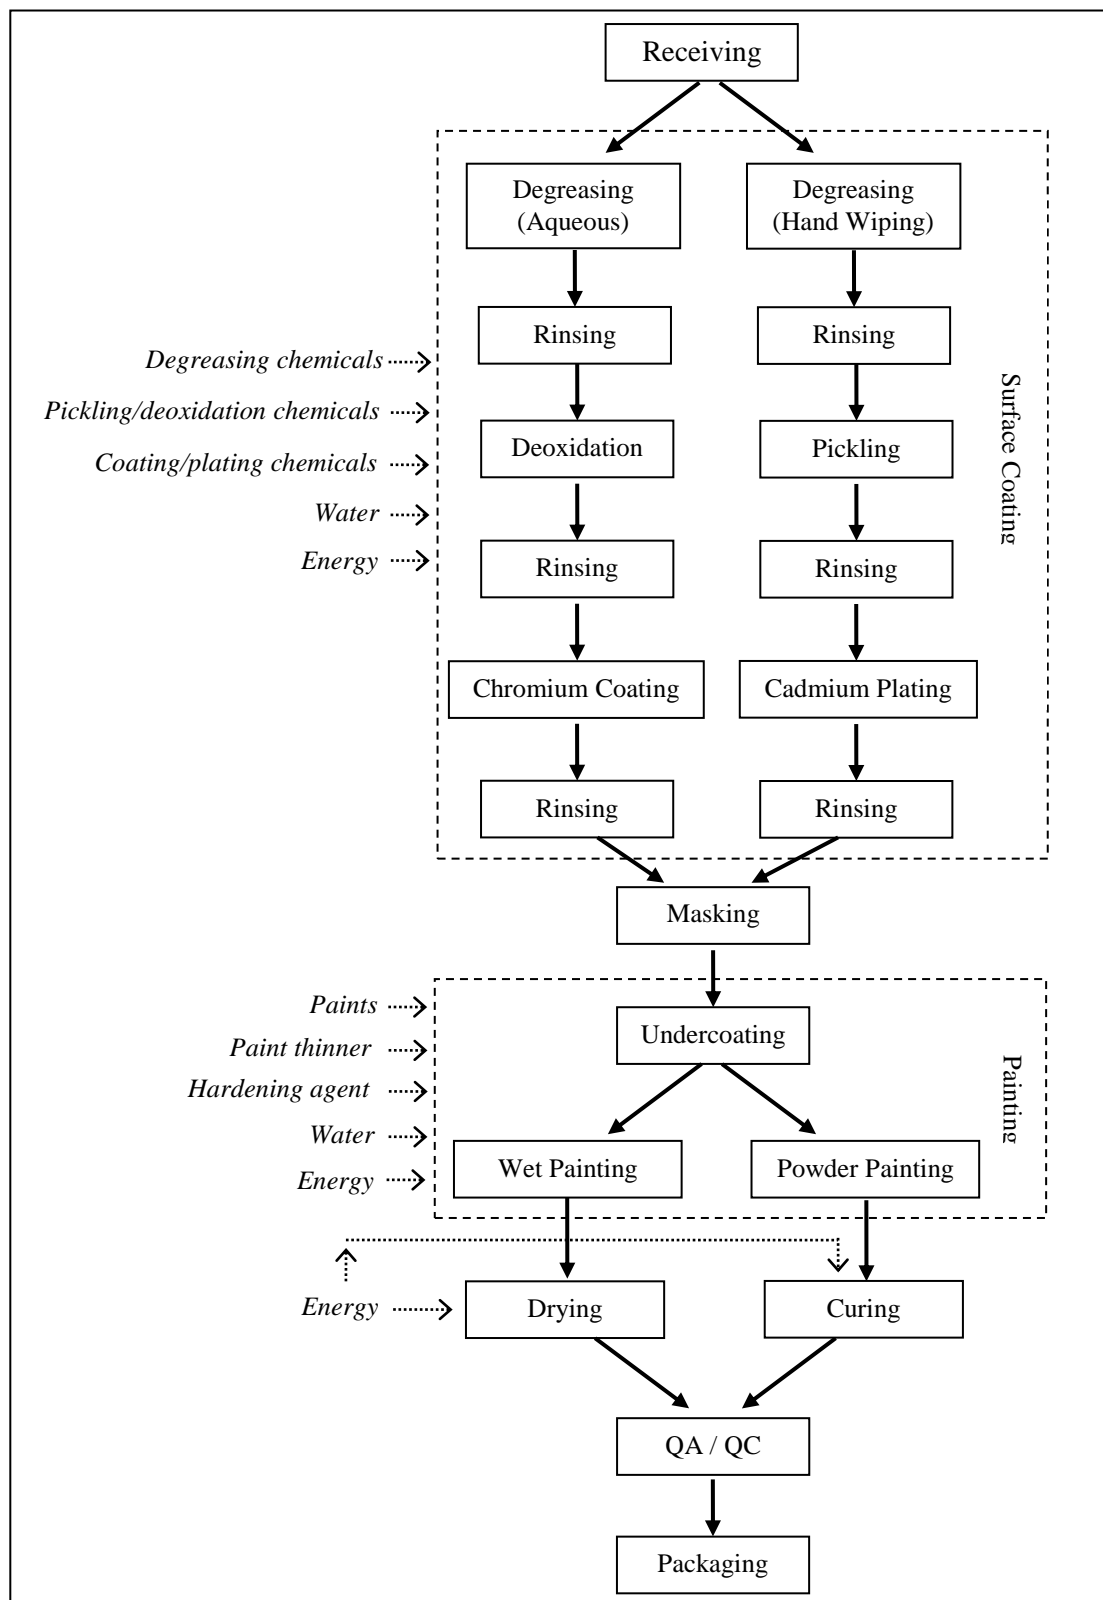 Receiving
Degreasing
(Aqueous)
Degreasing
(Hand Wiping)
Rinsing
Rinsing
Degreasing chemicals
Pickling/deoxidation chemicals
Coating/plating chemicals
Water
Energy
Surface Coating
Deoxidation
Pickling
Rinsing
Rinsing
Chromium Coating
Cadmium Plating
Rinsing
Rinsing
Masking
Paints
Paint thinner
Hardening agent
Water
Energy
Undercoating
Painting
Wet Painting
Powder Painting
Energy
Drying
Curing
QA / QC
Packaging